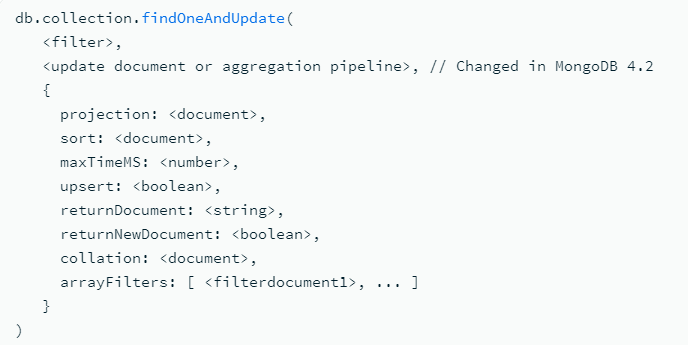 db.collection.findOneAndUpdate(
<filter>,
<update document or aggregation pipeline>, // Changed in MongoDB 4.2
{
projection: <document>,
sort: <document>,
maxTimeMS: <number>,
upsert: <boolean>,
returnDocument: <string>,
returnNewDocument: <boolean>,
collation: <document>,
arrayFilters: [ <filterdocument1>, ... ]
}
)